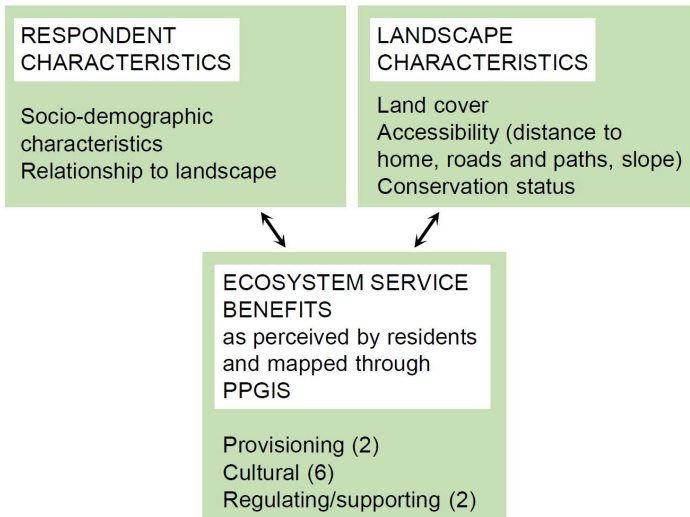 RESPONDENT
CHARACTERISTICS
Socio-demographic
characteristics
Relationship to landscape
LANDSCAPE
CHARACTERISTICS
Land cover
Accessibility (distance to
home, roads and paths, slope)
Conservation status
ECOSYSTEM SERVICE
BENEFITS
as perceived by residents
and mapped through
PPGIS
Provisioning (2)
Cultural (6)
Regulating/supporting (2)